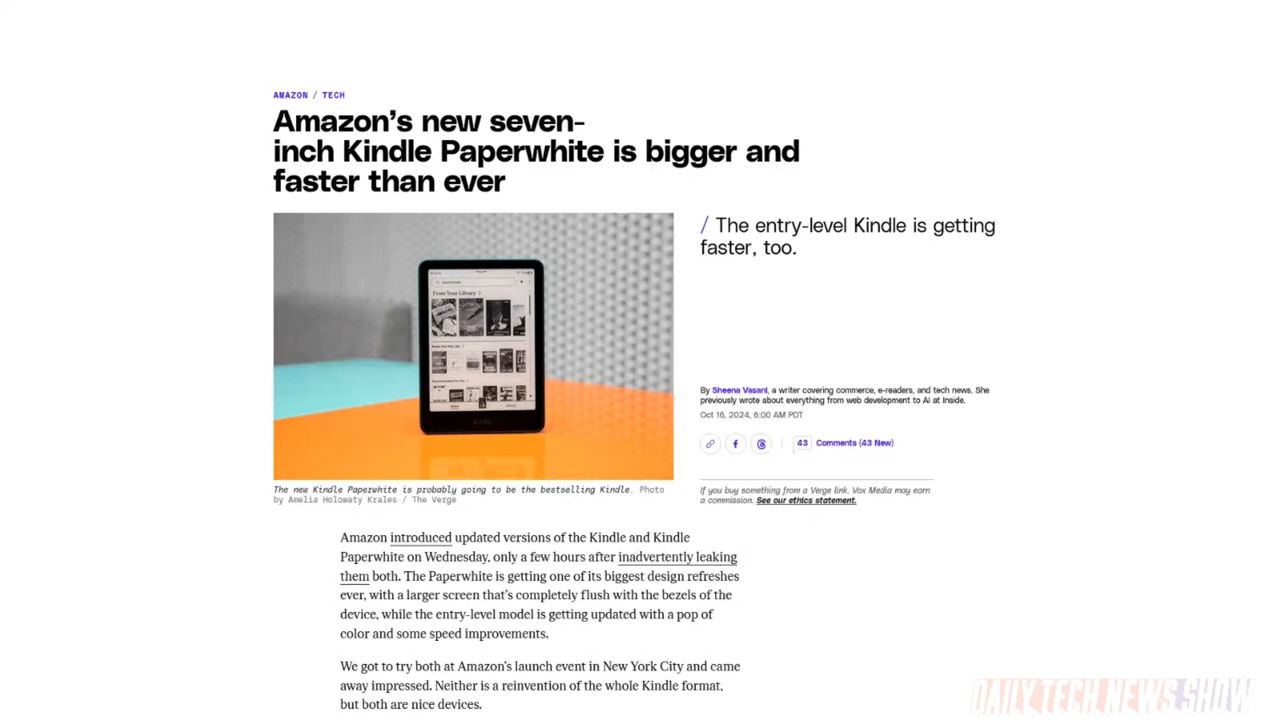 AMAZON / TECH
Amazon's new seven-
inch Kindle Paperwhite is bigger and
faster than ever
/ The entry-level Kindle is getting
faster, too.
From Your Library
By Sheena Vasani, a writer covering commerce, e-readers, and tech news. She
previously wrote about everything from web development to AI at Inside.
Oct 16, 2024, 6:00 AM PDT
43 Comments (43 New)
The new Kindle Paperwhite is probably going to be the bestselling Kindle. Photo
by Amelia Holowaty Krales / The Verge
If you buy something from a Verge link, Vox Media may earn
a commission. See our ethics statement.
Amazon introduced updated versions of the Kindle and Kindle
Paperwhite on Wednesday, only a few hours after inadvertently leaking
them both. The Paperwhite is getting one of its biggest design refreshes
ever, with a larger screen that's completely flush with the bezels of the
device, while the entry-level model is getting updated with a pop of
color and some speed improvements.
We got to try both at Amazon's launch event in New York City and came
away impressed. Neither is a reinvention of the whole Kindle format,
but both are nice devices.
DAILY TECH NEWS SHOW